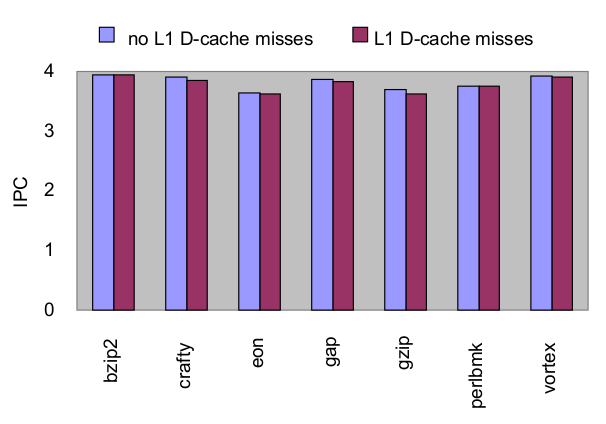 no L1 D-cache misses
L1 D-cache misses
4
3
2
1
0
IPC
bzip2
crafty
eon
gap
gzip
perlbmk
vortex